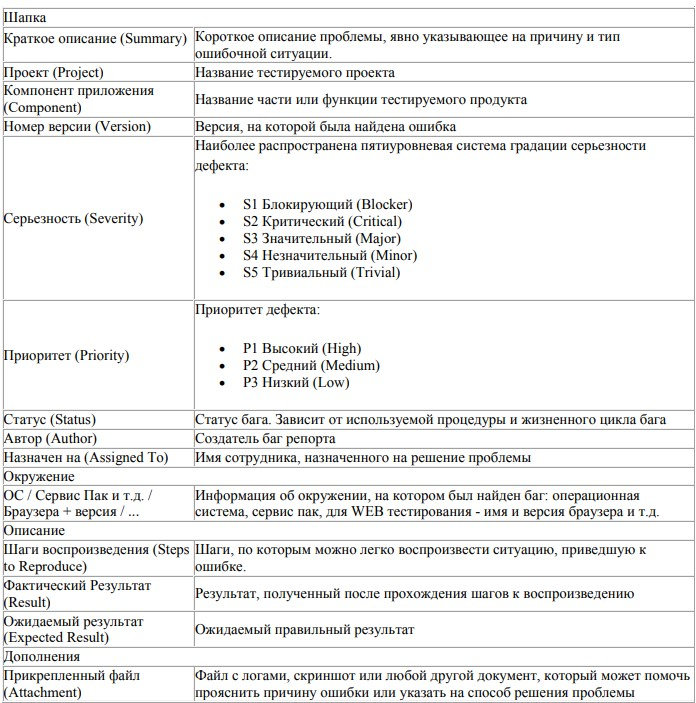 Шапка
Краткое описание (Summary)
Короткое описание проблемы, явно указывающее на причину и тип
ошибочной ситуации.
Проект (Project)
Название тестируемого проекта
Компонент приложения
(Component)
Название части или функции тестируемого продукта
Номер версии (Version)
Версия, на которой была найдена ошибка
Серьезность (Severity)
Наиболее распространена пятиуровневая система градации серьезности
дефекта:
• S1 Блокирующий (Blocker)
• S2 Критический (Critical)
• S3 Значительный (Major)
• S4 Незначительный (Minor)
• S5 Тривиальный (Trivial)
Приоритет (Priority)
Приоритет дефекта:
• P1 Высокий (High)
• P2 Средний (Medium)
• P3 Низкий (Low)
Статус (Status)
Статус бага. Зависит от используемой процедуры и жизненного цикла бага
Автор (Author)
Создатель баг репорта
Назначен на (Assigned To)
Имя сотрудника, назначенного на решение проблемы
Окружение
ОС / Сервис Пак и т.д. /
Браузера + версия / ...
Информация об окружении, на котором был найден баг: операционная
система, сервис пак, для WEB тестирования - имя и версия браузера и т.д.
Описание
Шаги воспроизведения (Steps
to Reproduce)
Шаги, по которым можно легко воспроизвести ситуацию, приведшую к
ошибке.
Фактический Результат
(Result)
Результат, полученный после прохождения шагов к воспроизведению
Ожидаемый результат
(Expected Result)
Ожидаемый правильный результат
Дополнения
Прикрепленный файл
(Attachment)
Файл с логами, скриншот или любой другой документ, который может помочь
прояснить причину ошибки или указать на способ решения проблемы